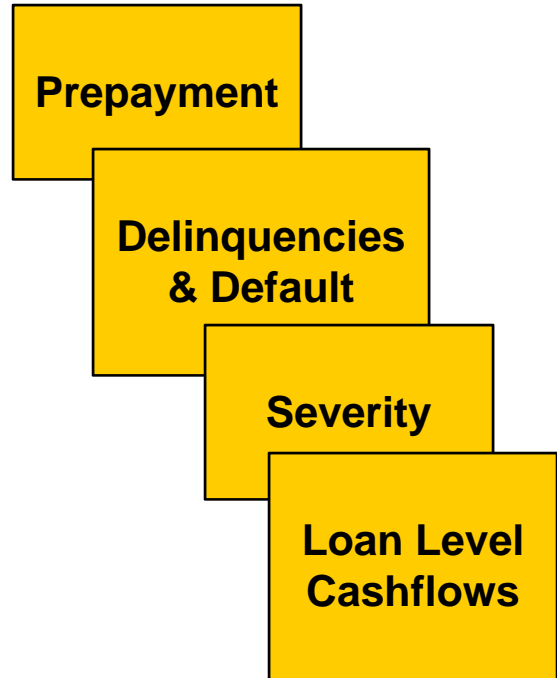 Prepayment
Delinquencies
& Default
Severity
Loan Level
Cashflows